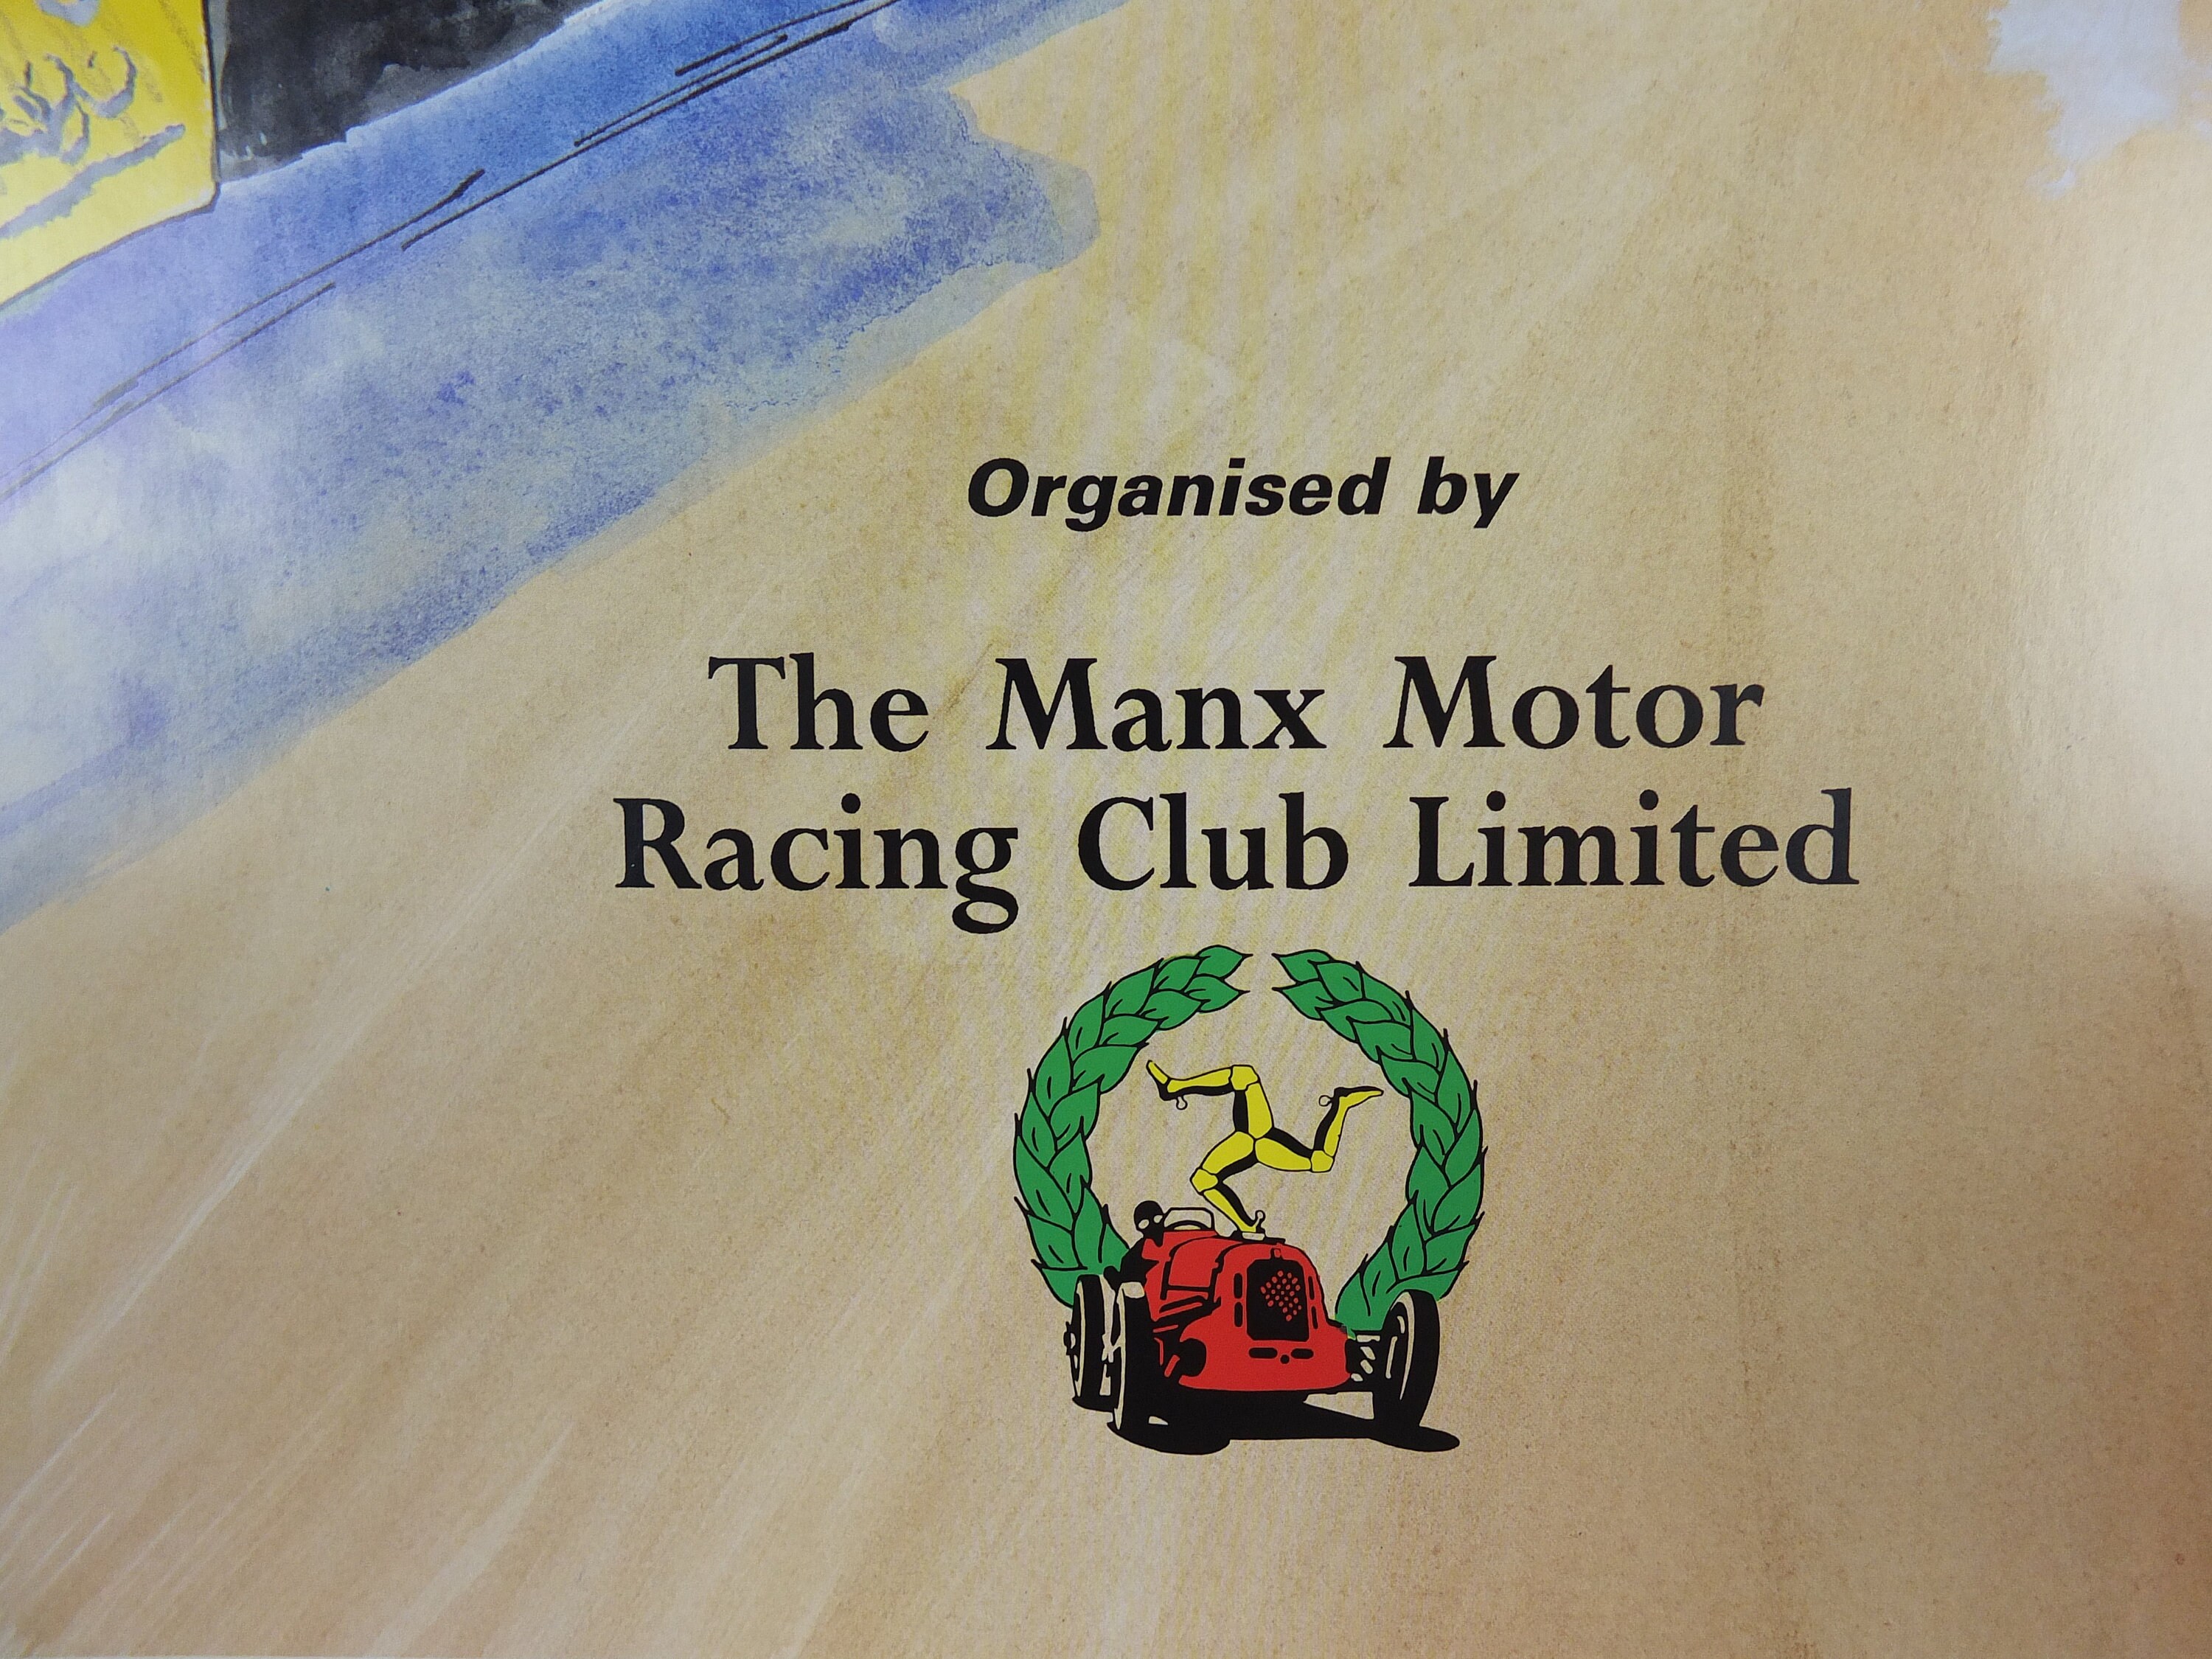 Organised by
The Manx Motor
Racing Club Limited